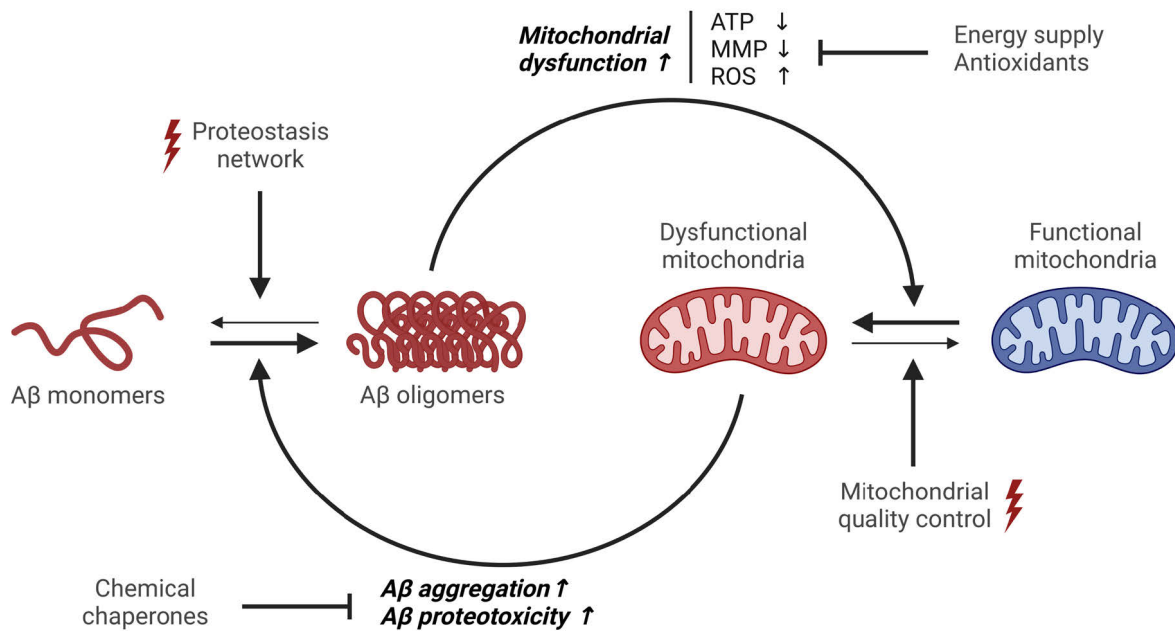 Mitochondrial
dysfunction ↑
ATP ↓
MMP ↓
ROS ↑
Energy supply
Antioxidants
Proteostasis
network
Dysfunctional
mitochondria
Functional
mitochondria
Aβ monomers
Aβ oligomers
Mitochondrial
quality control
Chemical
chaperones
Aβ aggregation ↑
Aβ proteotoxicity ↑